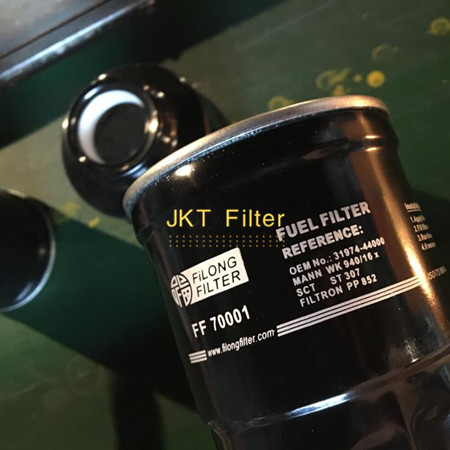 JKT Filter
FiLONG
FILTER
FF 70001
www.filongfilter.com
FUEL FILTER
REFERENCE:
OEM No.: 31974-44000
MANN WK 940/16 x
SCT ST 307
FILTRON PP 852